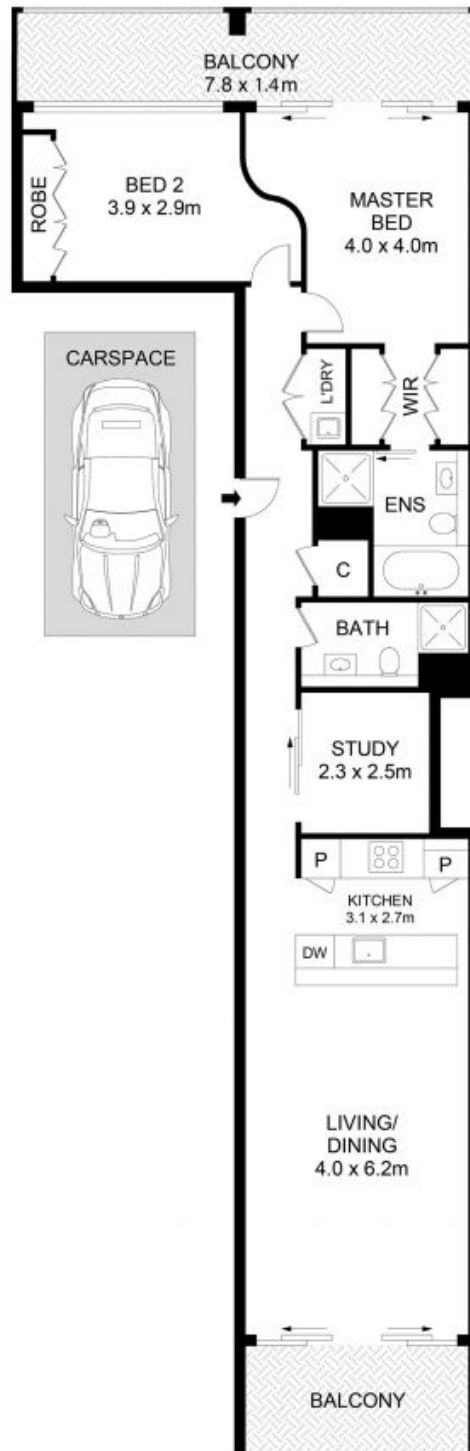 BALCONY
7.8 x 1.4m
ROBE
BED 2
3.9 x 2.9m
MASTER
BED
4.0 x 4.0m
CARSPACE
L'DRY
WIR
ENS
C
BATH
STUDY
2.3 x 2.5m
P
P
KITCHEN
3.1 x 2.7m
DW
LIVING/
DINING
4.0 x 6.2m
BALCONY